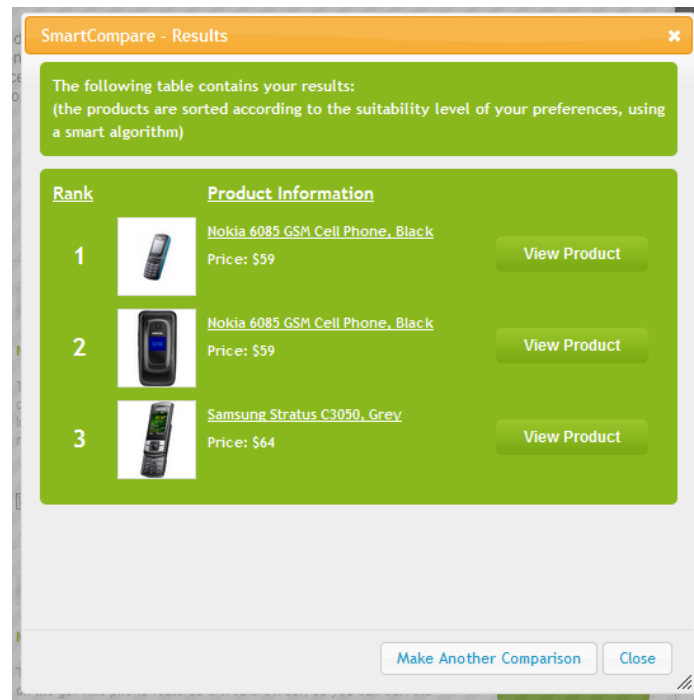 SmartCompare - Results
The following table contains your results:
(the products are sorted according to the suitability level of your preferences, using
a smart algorithm)
Rank Product Information
Nokia 6085 GSM Cell Phone, Black
1 Price: $59 View Product
Nokia 6085 GSM Cell Phone, Black
2 Price: $59 View Product
Samsung Stratus C3050, Grey
3 Price: $64 View Product
Make Another Comparison Close